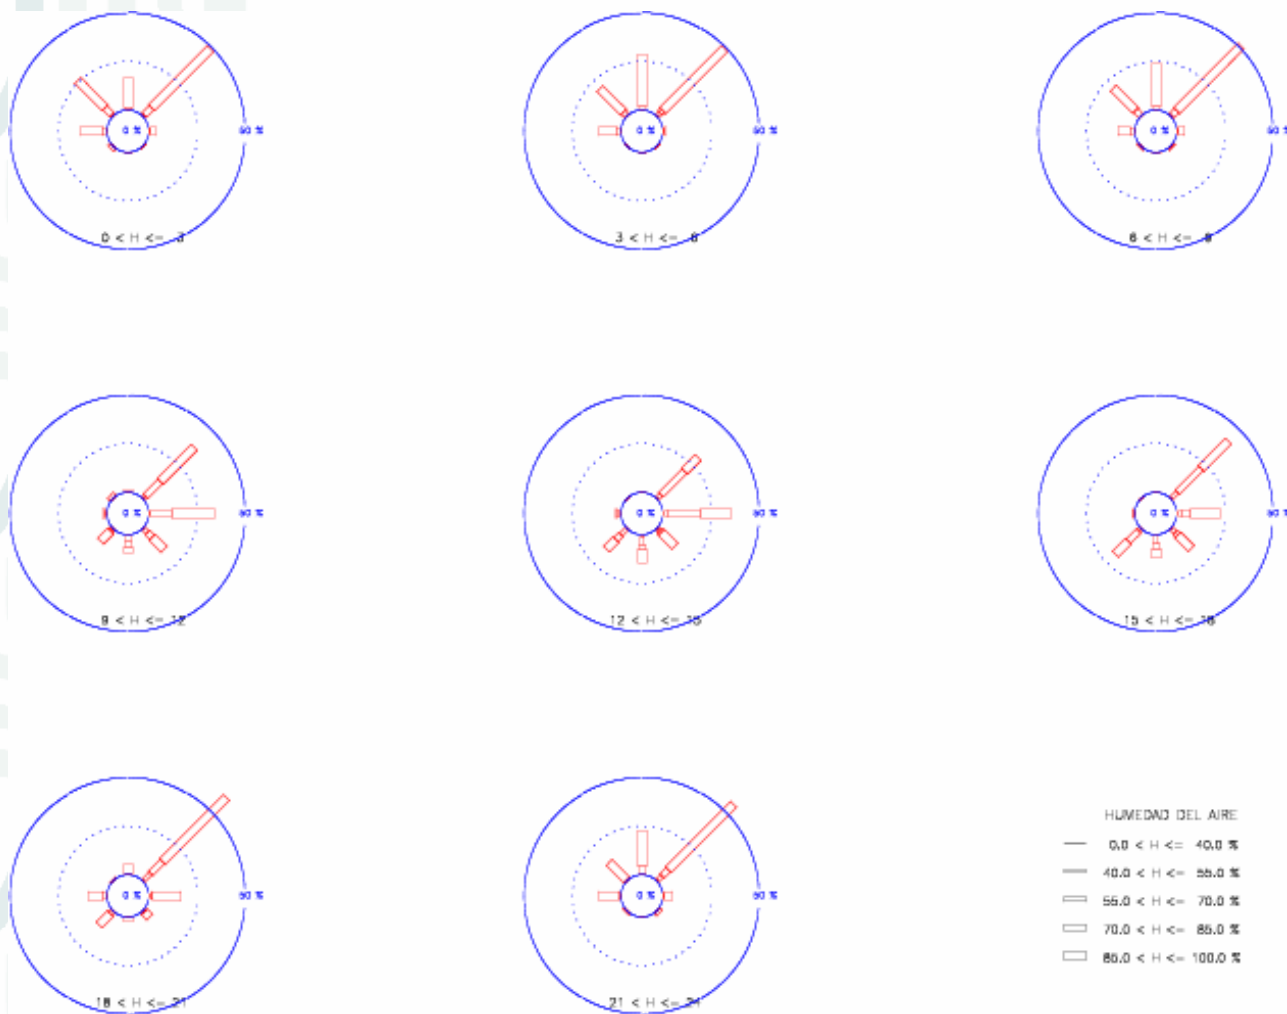 0 %
50 %
0 < H <= 3
0 %
50 %
3 < H <= 6
0 %
50 %
6 < H <= 9
0 %
50 %
9 < H <= 12
0 %
50 %
12 < H <= 15
0 %
50 %
15 < H <= 18
0 %
50 %
18 < H <= 21
0 %
50 %
21 < H <= 24
HUMEDAD DEL AIRE
0.0 < H <= 40.0 %
40.0 < H <= 55.0 %
55.0 < H <= 70.0 %
70.0 < H <= 85.0 %
85.0 < H <= 100.0 %